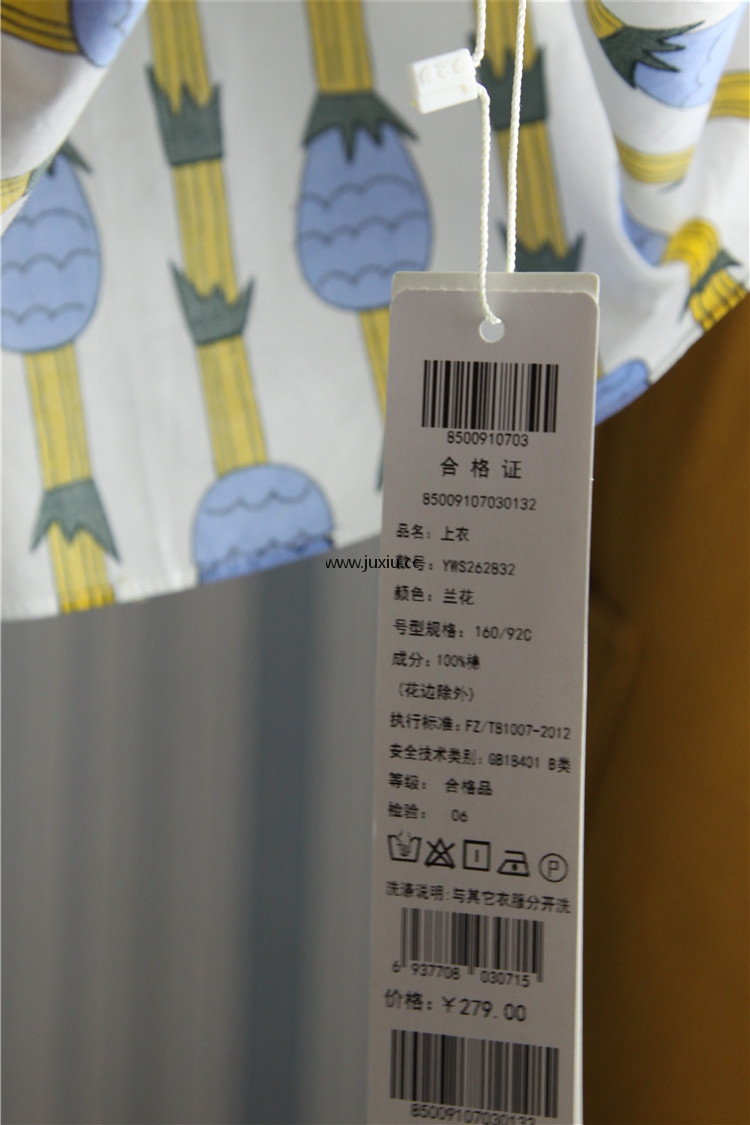 8500910703
合格证
85009107030132
品名：上衣
www.juxiu.cc
款号：YWS262832
颜色：兰花
号型规格：160/92C
成分：100%棉
（花边除外）
执行标准：FZ/T81007-2012
安全技术类别：GB18401 B类
等级：合格品
检验：06
P
洗涤说明：与其它衣服分开洗
6 937708 030715
价格：￥279.00
85009107030132